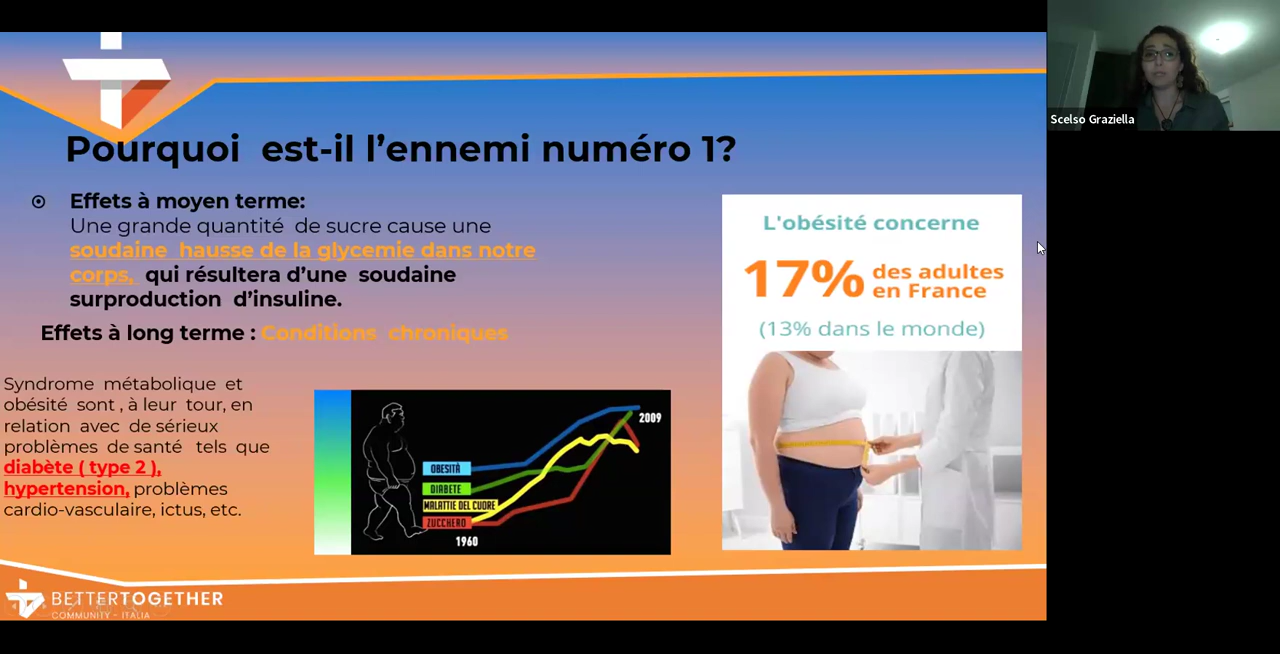 Pourquoi est-il l’ennemi numéro 1?
Effets à moyen terme:
Une grande quantité de sucre cause une
soudaine hausse de la glycemie dans notre
corps, qui résultera d’une soudaine
surproduction d’insuline.
Effets à long terme : Conditions chroniques
Syndrome métabolique et
obésité sont , à leur tour, en
relation avec de sérieux
problèmes de santé tels que
diabète ( type 2 ),
hypertension, problèmes
cardio-vasculaire, ictus, etc.
OBESITÀ
DIABETE
MALATTIE DEL CUORE
ZUCCHERO
1960
2009
L'obésité concerne
17% des adultes
en France
(13% dans le monde)
BETTERTOGETHER
COMMUNITY - ITALIA
Scelso Graziella